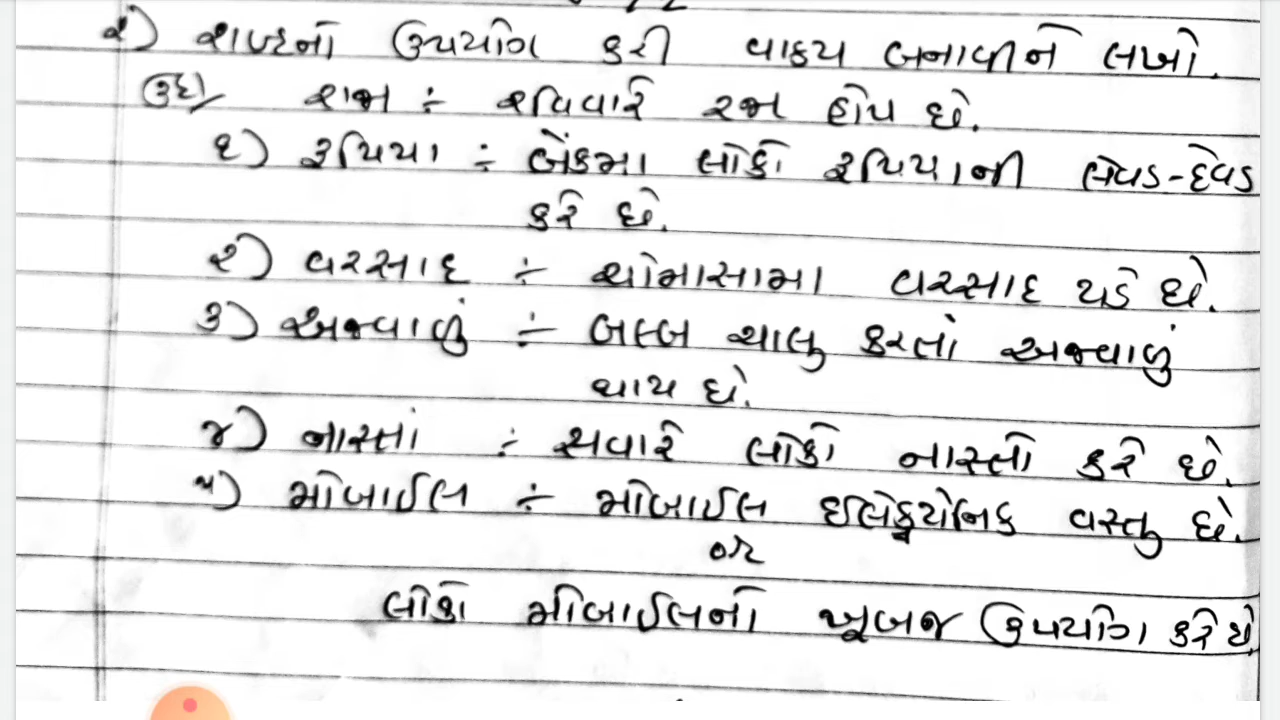 ૨) શબ્દનો ઉપયોગ કરી વાક્ય બનાવીને લખો.
ઉદા/ રજા ÷ રવિવારે રજા હોય છે.
૧) રૂપિયા ÷ બેંકમા લોકો રૂપિયાની લેવડ-દેવડ
કરે છે.
૨) વરસાદ ÷ ચોમાસામા વરસાદ પડે છે.
૩) અજવાળું ÷ બલ્બ ચાલુ કરતાં અજવાળું
થાય છે.
૪) નાસ્તો ÷ સવારે લોકો નાસ્તો કરે છે.
૫) મોબાઈલ ÷ મોબાઈલ ઈલેક્ટ્રોનિક વસ્તુ છે.
or
લોકો મોબાઈલનો ખૂબજ ઉપયોગ કરે છે.